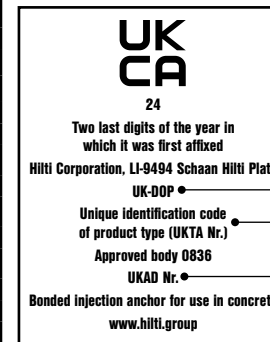 UK
CA
24
Two last digits of the year in
which it was first affixed
Hilti Corporation, LI-9494 Schaan Hilti Plat
UK-DOP
Unique identification code
of product type (UKTA Nr.)
Approved body 0836
UKAD Nr.
Bonded injection anchor for use in concret
www.hilti.group